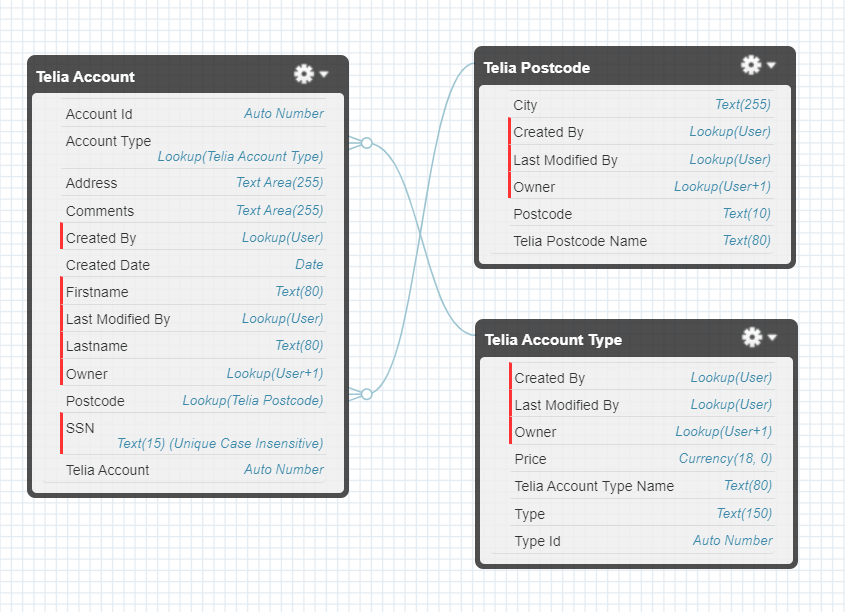 Telia Account
Account Id Auto Number
Account Type
Lookup(Telia Account Type)
Address Text Area(255)
Comments Text Area(255)
Created By Lookup(User)
Created Date Date
Firstname Text(80)
Last Modified By Lookup(User)
Lastname Text(80)
Owner Lookup(User+1)
Postcode Lookup(Telia Postcode)
SSN
Text(15) (Unique Case Insensitive)
Telia Account Auto Number
Telia Postcode
City Text(255)
Created By Lookup(User)
Last Modified By Lookup(User)
Owner Lookup(User+1)
Postcode Text(10)
Telia Postcode Name Text(80)
Telia Account Type
Created By Lookup(User)
Last Modified By Lookup(User)
Owner Lookup(User+1)
Price Currency(18, 0)
Telia Account Type Name Text(80)
Type Text(150)
Type Id Auto Number